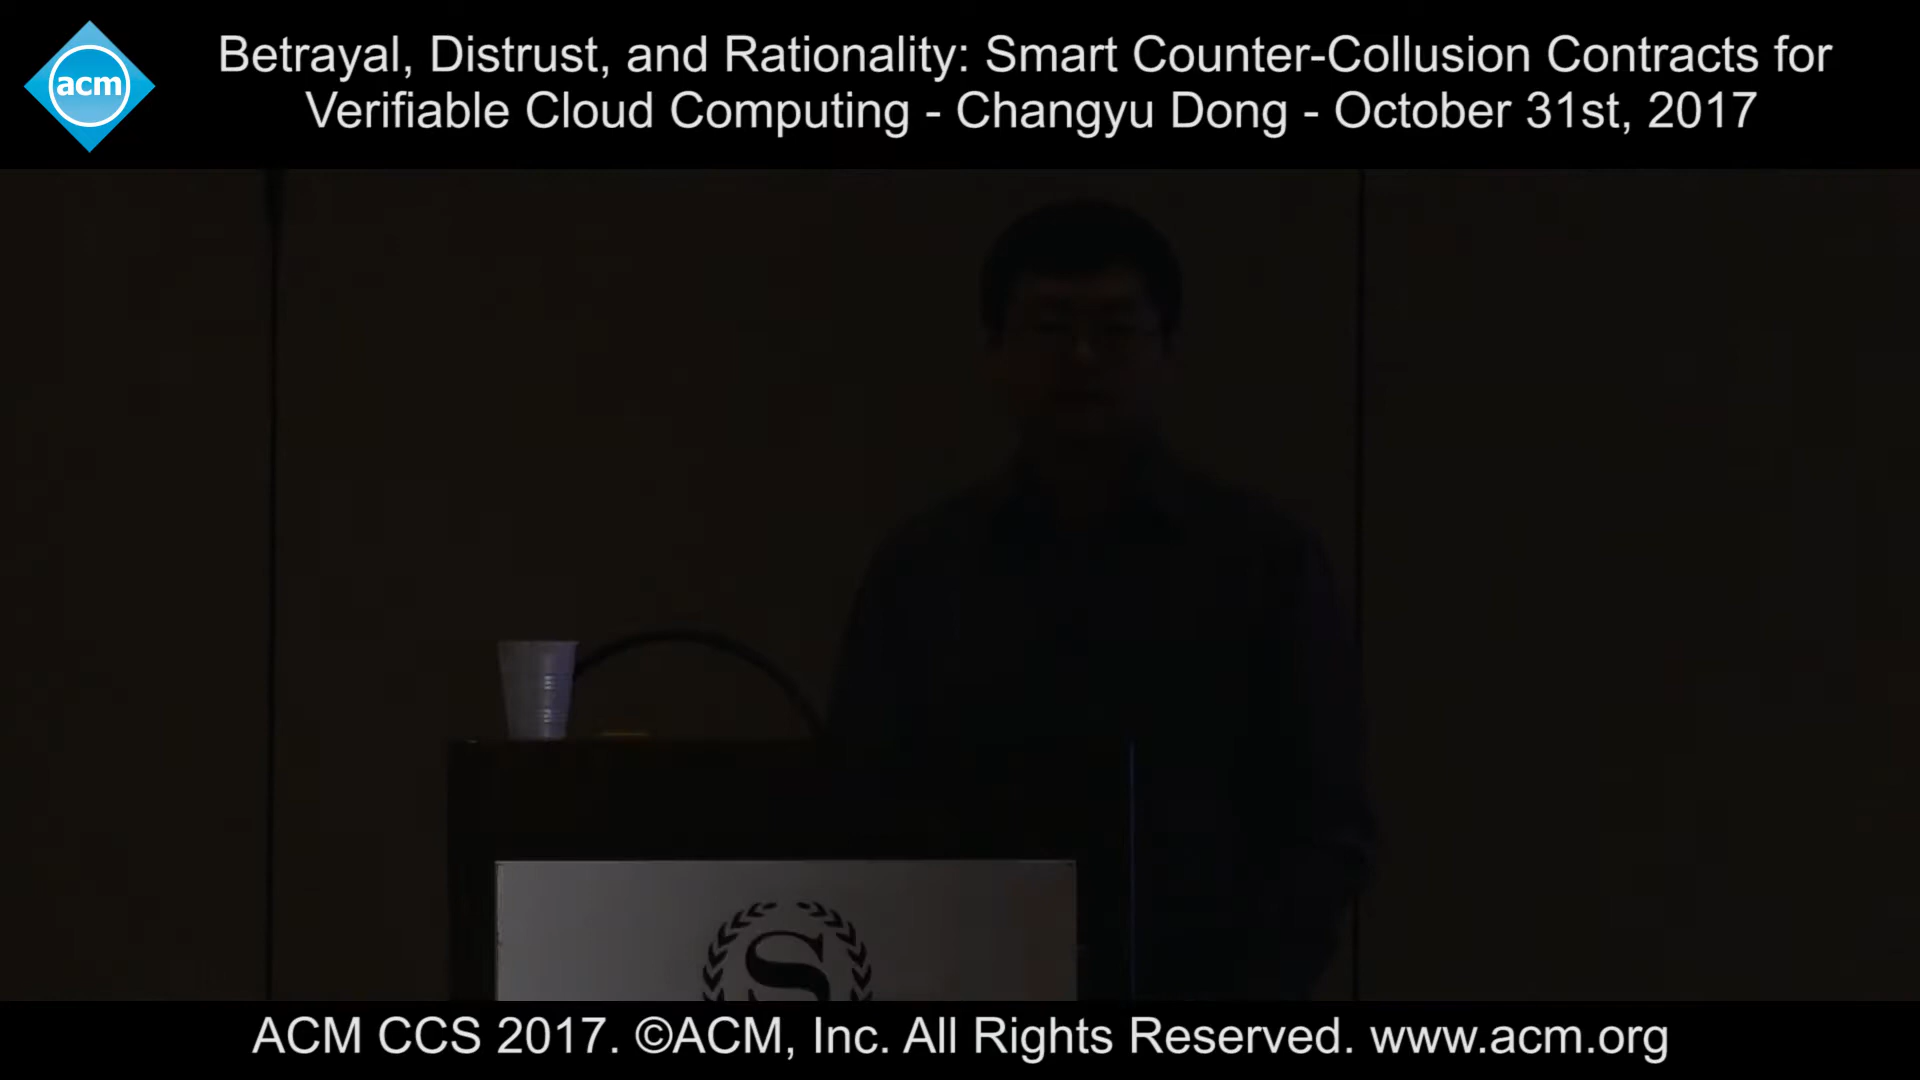 acm
Betrayal, Distrust, and Rationality: Smart Counter-Collusion Contracts for
Verifiable Cloud Computing - Changyu Dong - October 31st, 2017
S
ACM CCS 2017. ©ACM, Inc. All Rights Reserved. www.acm.org